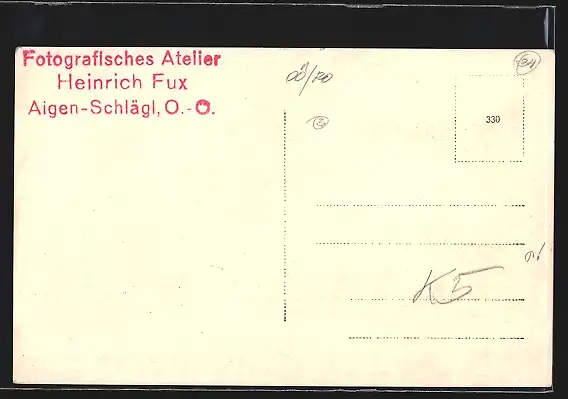 Fotografisches Atelier
Heinrich Fux
Aigen-Schlägl, O.-Ö.
330
K5